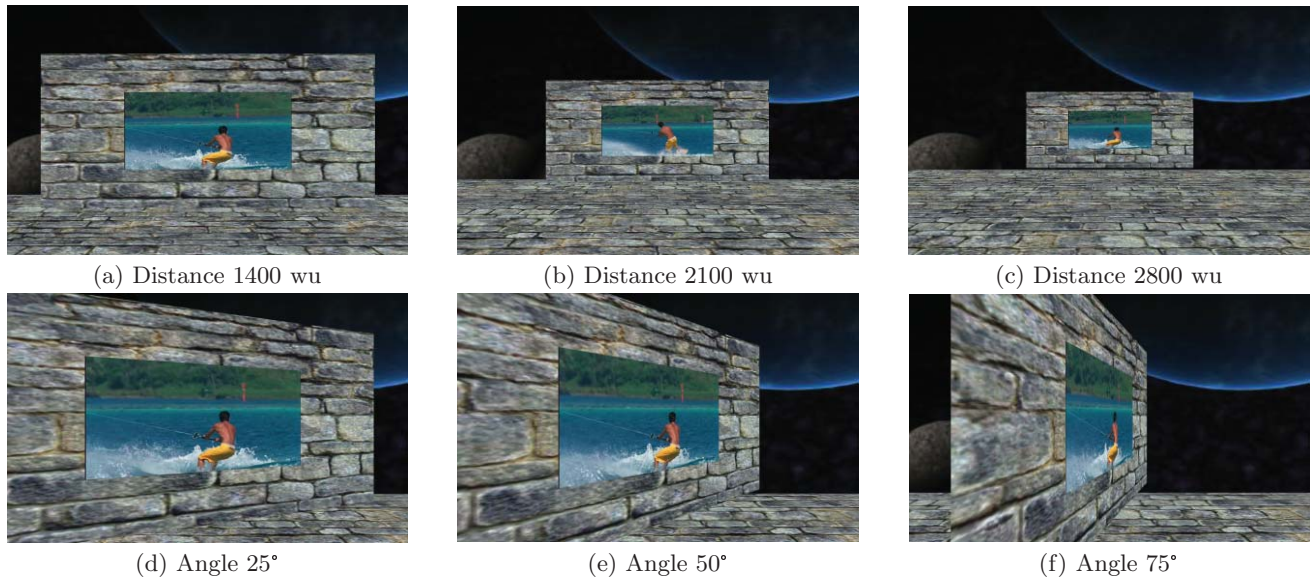 (a) Distance 1400 wu
(b) Distance 2100 wu
(c) Distance 2800 wu
(d) Angle 25°
(e) Angle 50°
(f) Angle 75°